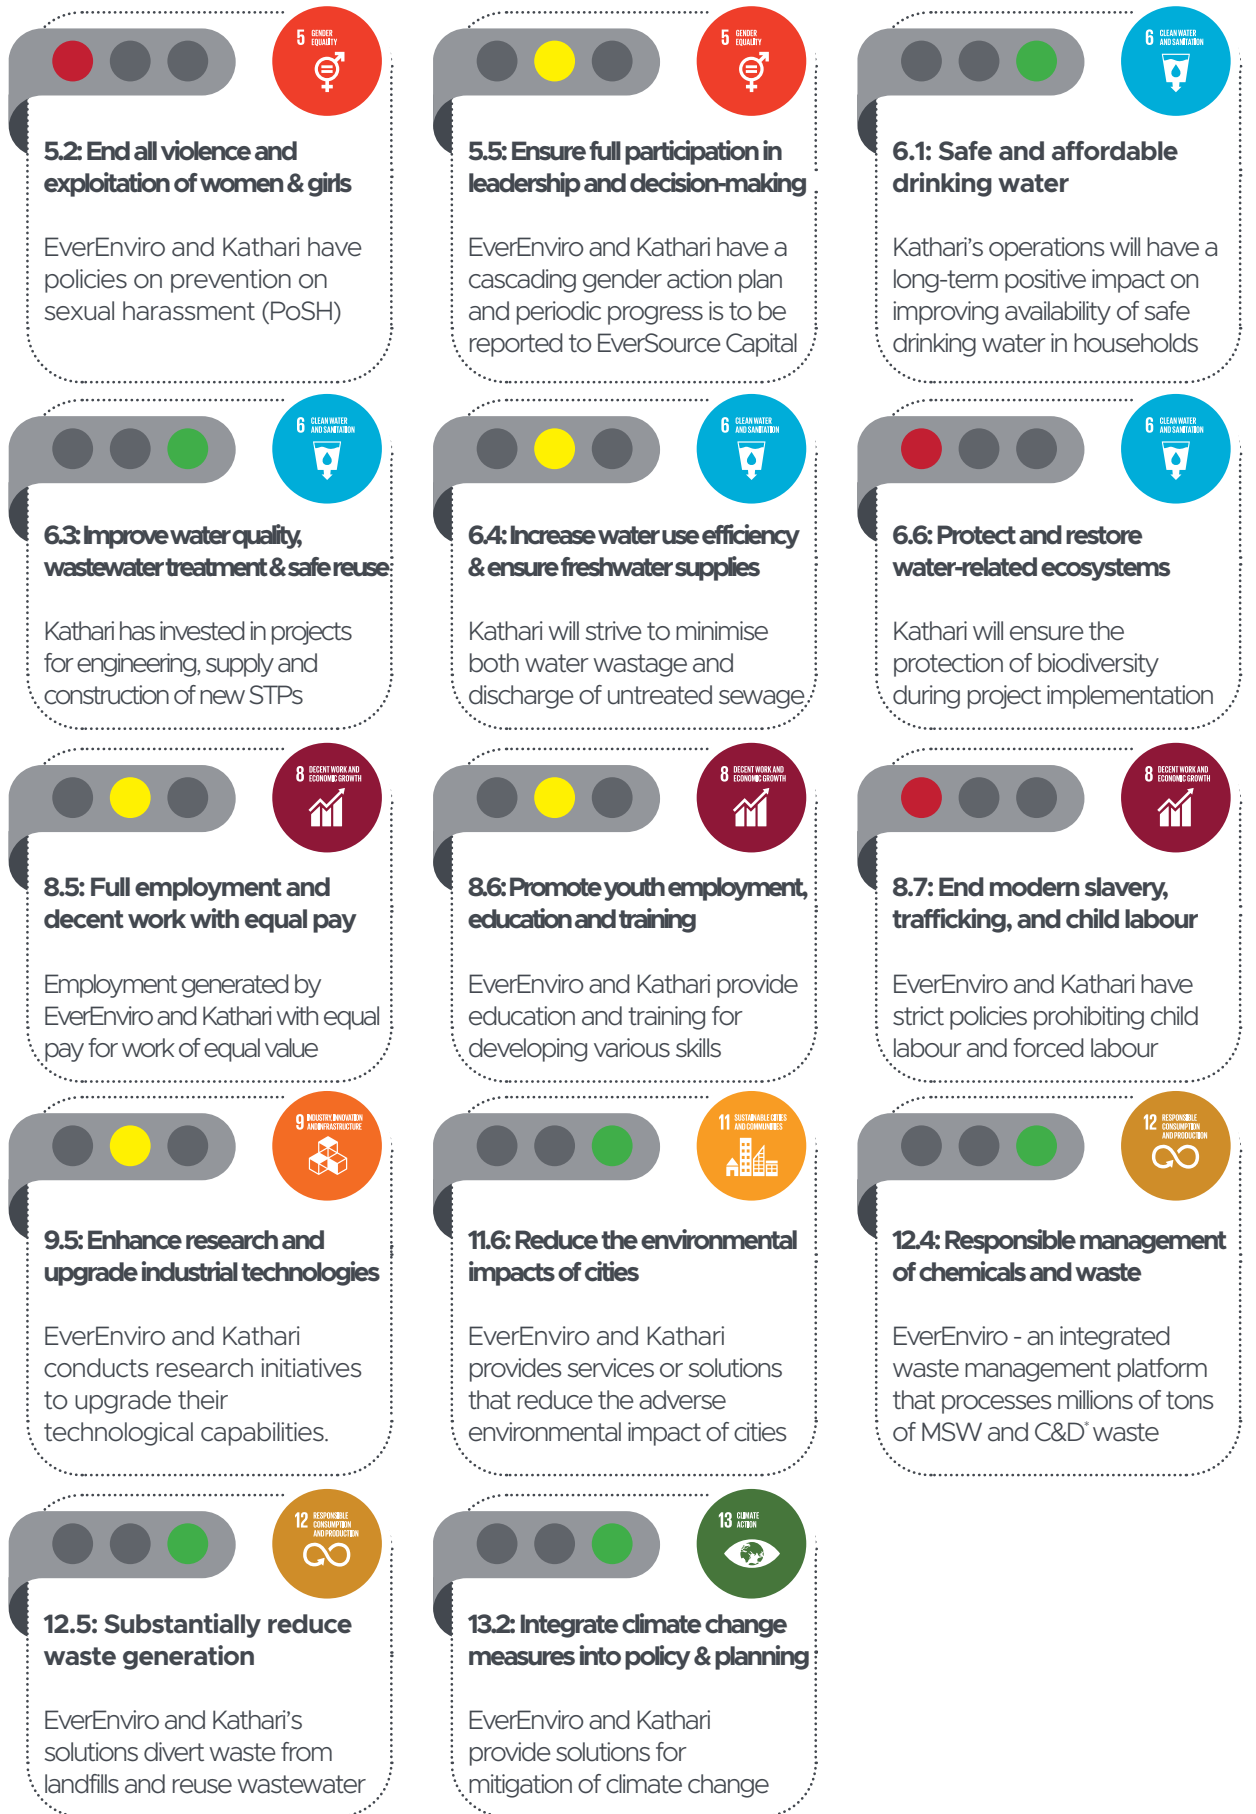 5 GENDER
EQUALITY
5.2: End all violence and
exploitation of women & girls
EverEnviro and Kathari have
policies on prevention on
sexual harassment (PoSH)
5 GENDER
EQUALITY
5.5: Ensure full participation in
leadership and decision-making
EverEnviro and Kathari have a
cascading gender action plan
and periodic progress is to be
reported to EverSource Capital
6 CLEAN WATER
AND SANITATION
6.1: Safe and affordable
drinking water
Kathari's operations will have a
long-term positive impact on
improving availability of safe
drinking water in households
6 CLEAN WATER
AND SANITATION
6.3: Improve water quality,
wastewater treatment & safe reuse
Kathari has invested in projects
for engineering, supply and
construction of new STPs
6 CLEAN WATER
AND SANITATION
6.4: Increase water use efficiency
& ensure freshwater supplies
Kathari will strive to minimise
both water wastage and
discharge of untreated sewage
6 CLEAN WATER
AND SANITATION
6.6: Protect and restore
water-related ecosystems
Kathari will ensure the
protection of biodiversity
during project implementation
8 DECENT WORK AND
ECONOMIC GROWTH
8.5: Full employment and
decent work with equal pay
Employment generated by
EverEnviro and Kathari with equal
pay for work of equal value
8 DECENT WORK AND
ECONOMIC GROWTH
8.6: Promote youth employment,
education and training
EverEnviro and Kathari provide
education and training for
developing various skills
8 DECENT WORK AND
ECONOMIC GROWTH
8.7: End modern slavery,
trafficking, and child labour
EverEnviro and Kathari have
strict policies prohibiting child
labour and forced labour
9 INDUSTRY, INNOVATION
AND INFRASTRUCTURE
9.5: Enhance research and
upgrade industrial technologies
EverEnviro and Kathari
conducts research initiatives
to upgrade their
technological capabilities.
11 SUSTAINABLE CITIES
AND COMMUNITIES
11.6: Reduce the environmental
impacts of cities
EverEnviro and Kathari
provides services or solutions
that reduce the adverse
environmental impact of cities
12 RESPONSIBLE
CONSUMPTION
AND PRODUCTION
12.4: Responsible management
of chemicals and waste
EverEnviro - an integrated
waste management platform
that processes millions of tons
of MSW and C&D* waste
12 RESPONSIBLE
CONSUMPTION
AND PRODUCTION
12.5: Substantially reduce
waste generation
EverEnviro and Kathari's
solutions divert waste from
landfills and reuse wastewater
13 CLIMATE
ACTION
13.2: Integrate climate change
measures into policy & planning
EverEnviro and Kathari
provide solutions for
mitigation of climate change